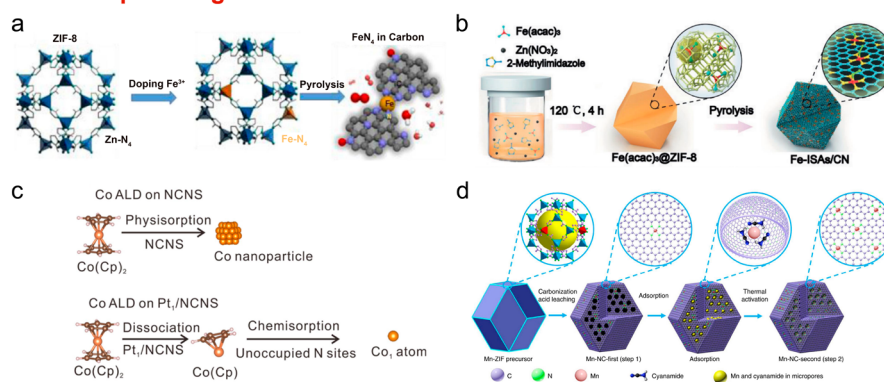 a
ZIF-8
Doping Fe³⁺
Pyrolysis
FeN₄ in Carbon
Fe
Zn-N₄
Fe-N₄
b
Fe(acac)₃
Zn(NO₃)₂
2-Methylimidazole
120 ℃, 4 h
Pyrolysis
Fe(acac)₃@ZIF-8
Fe-ISAs/CN
c
Co ALD on NCNS
Physisorption
NCNS
Co(Cp)₂
Co nanoparticle
Co ALD on Pt₁/NCNS
Dissociation
Pt₁/NCNS
Chemisorption
Unoccupied N sites
Co(Cp)₂
Co(Cp)
Co₁ atom
d
Carbonization
acid leaching
Adsorption
Thermal
activation
Mn-ZIF precursor
Mn-NC-first (step 1)
Adsorption
Mn-NC-second (step 2)
C
N
Mn
Cyanamide
Mn and cyanamide in micropores